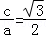 c/a = √3/2